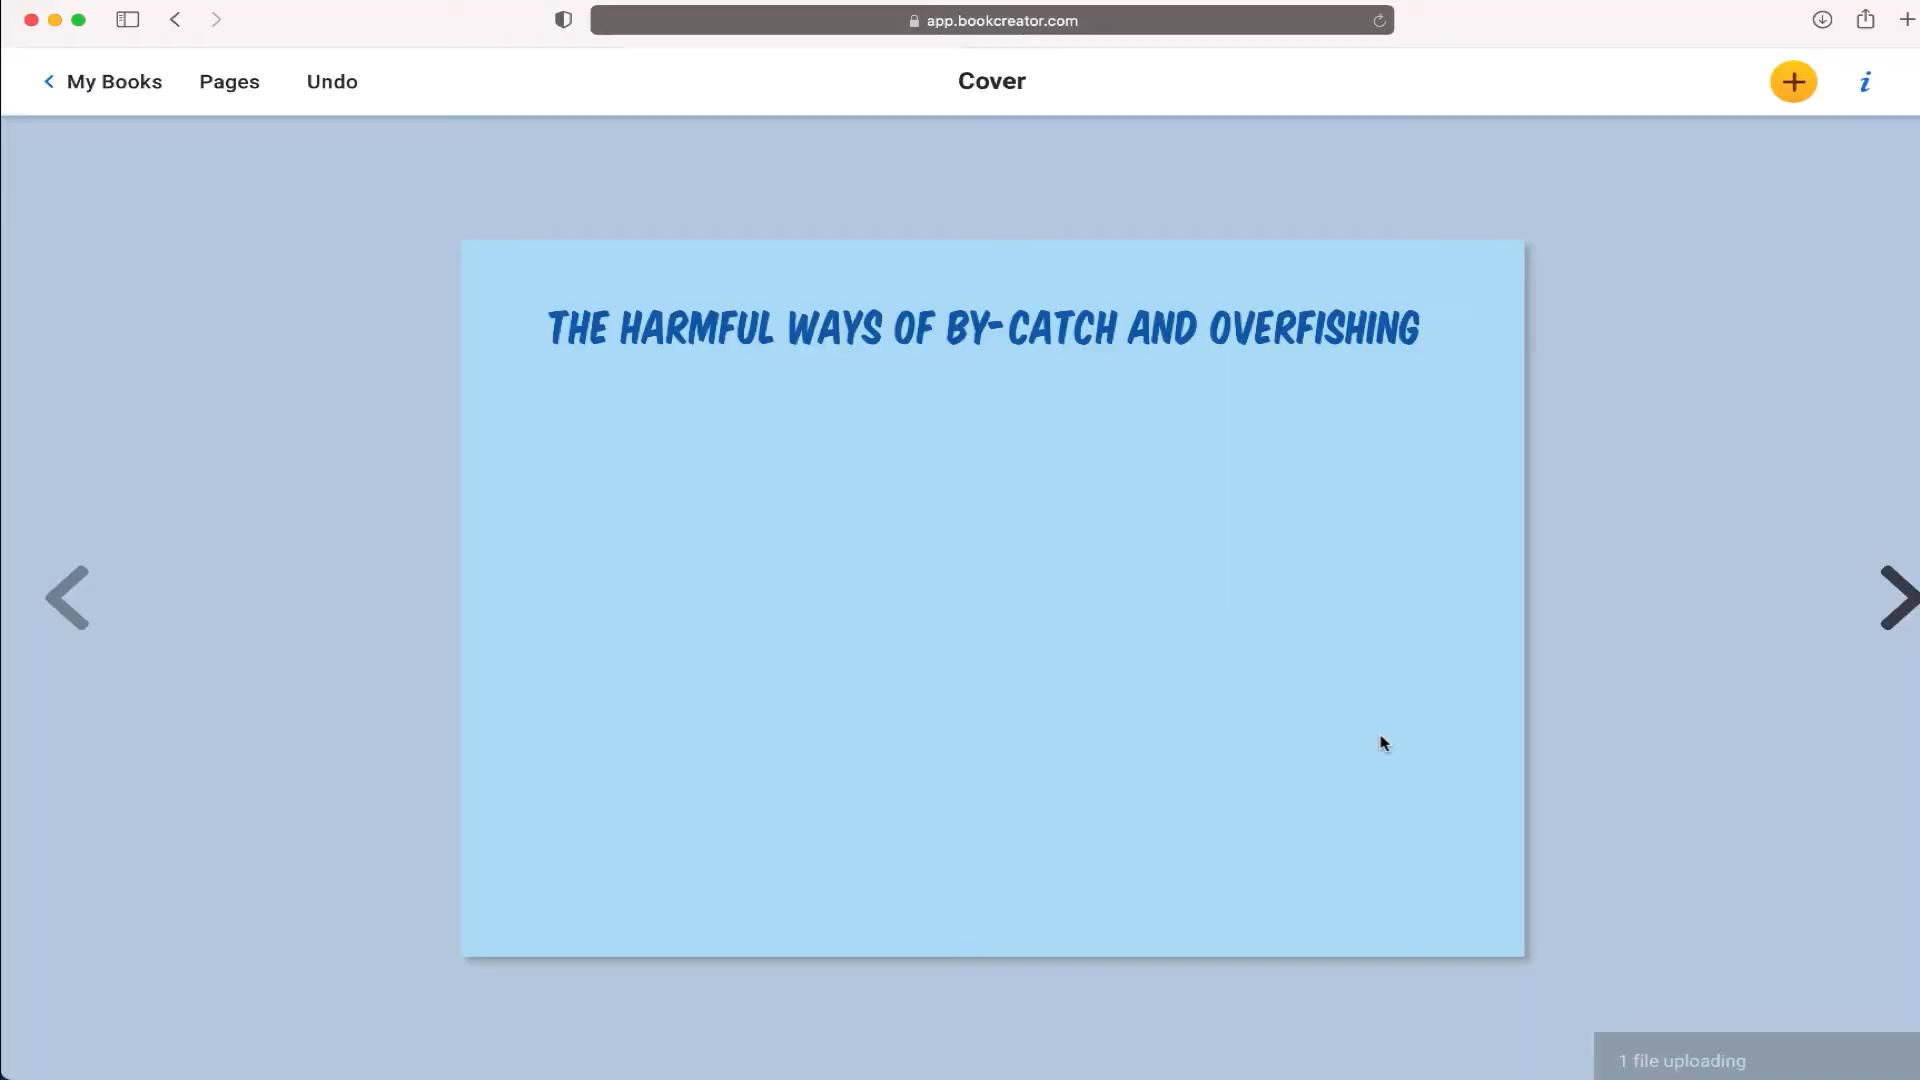 app.bookcreator.com
My Books
Pages
Undo
Cover
i
THE HARMFUL WAYS OF BY-CATCH AND OVERFISHING
1 file uploading